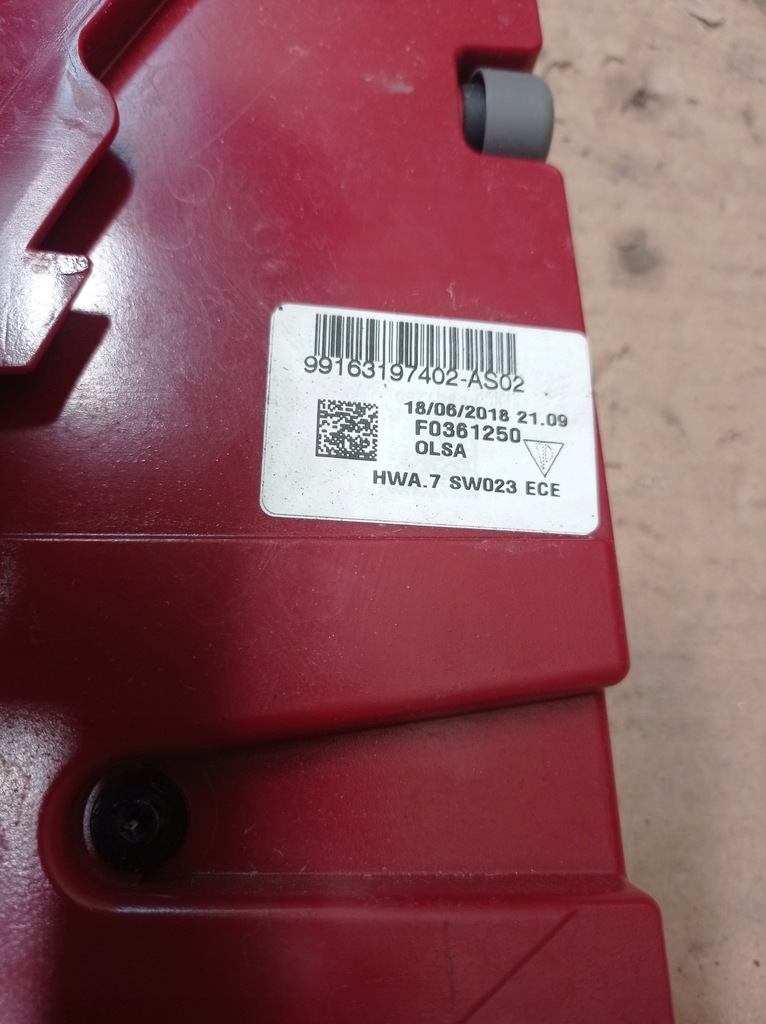 99163197402-AS02
18/06/2018 21.09
F0361250
OLSA
HWA.7 SW023 ECE